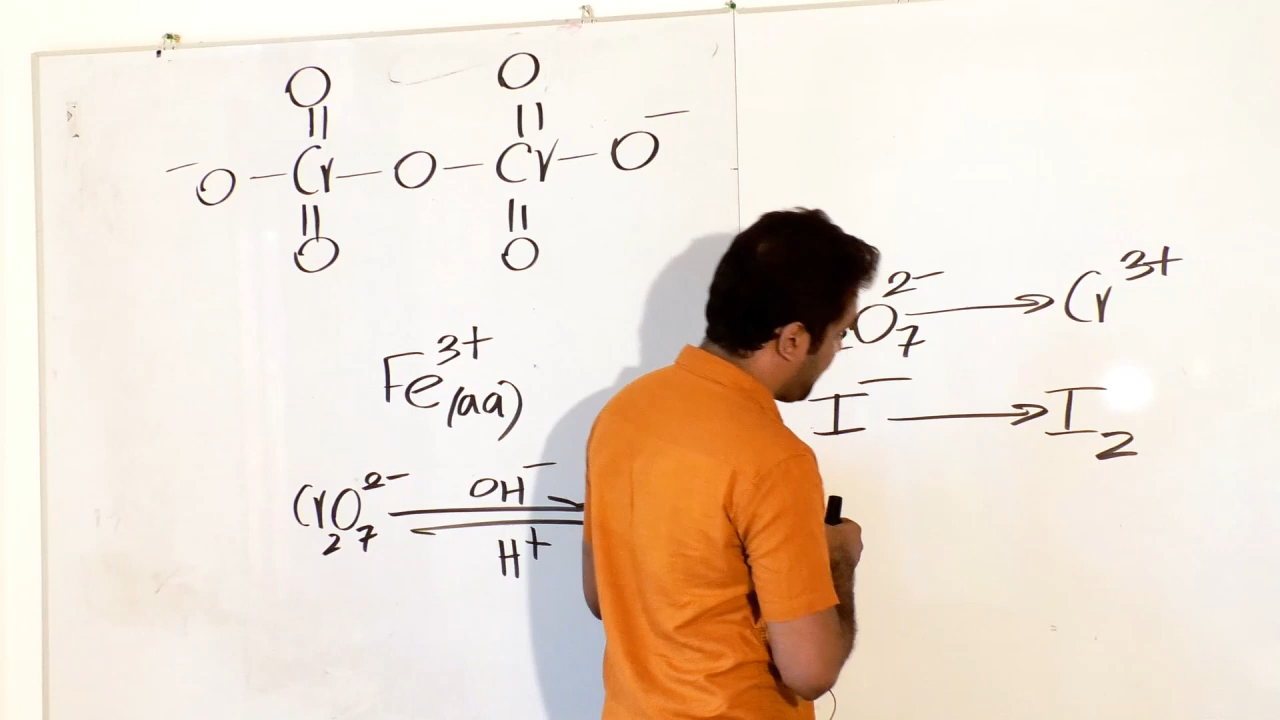 O O
|| ||
⁻O – Cr – O – Cr – O⁻
|| ||
O O
Fe³⁺(aq)
Cr₂O₇²⁻ ⇌ OH⁻ H⁺
O₇²⁻ → Cr³⁺
I⁻ → I₂